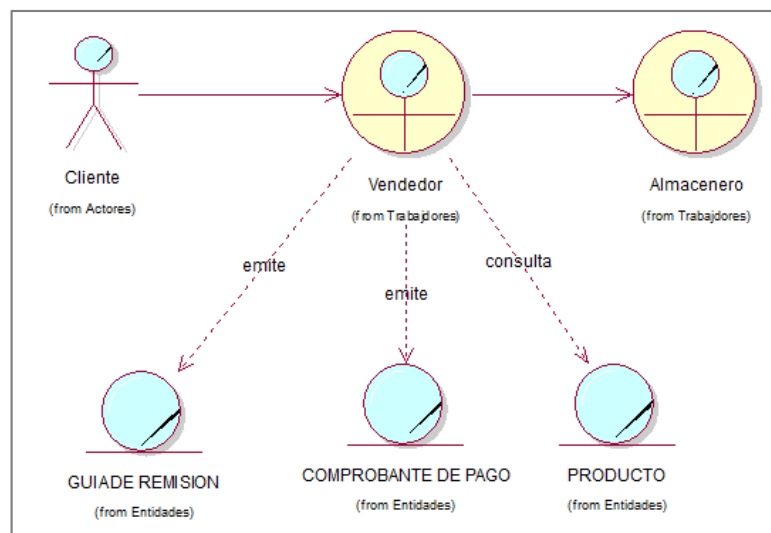 Cliente
(from Actores)
Vendedor
(from Trabajdores)
Almacenero
(from Trabajdores)
emite
emite
consulta
GUIADE REMISION
(from Entidades)
COMPROBANTE DE PAGO
(from Entidades)
PRODUCTO
(from Entidades)